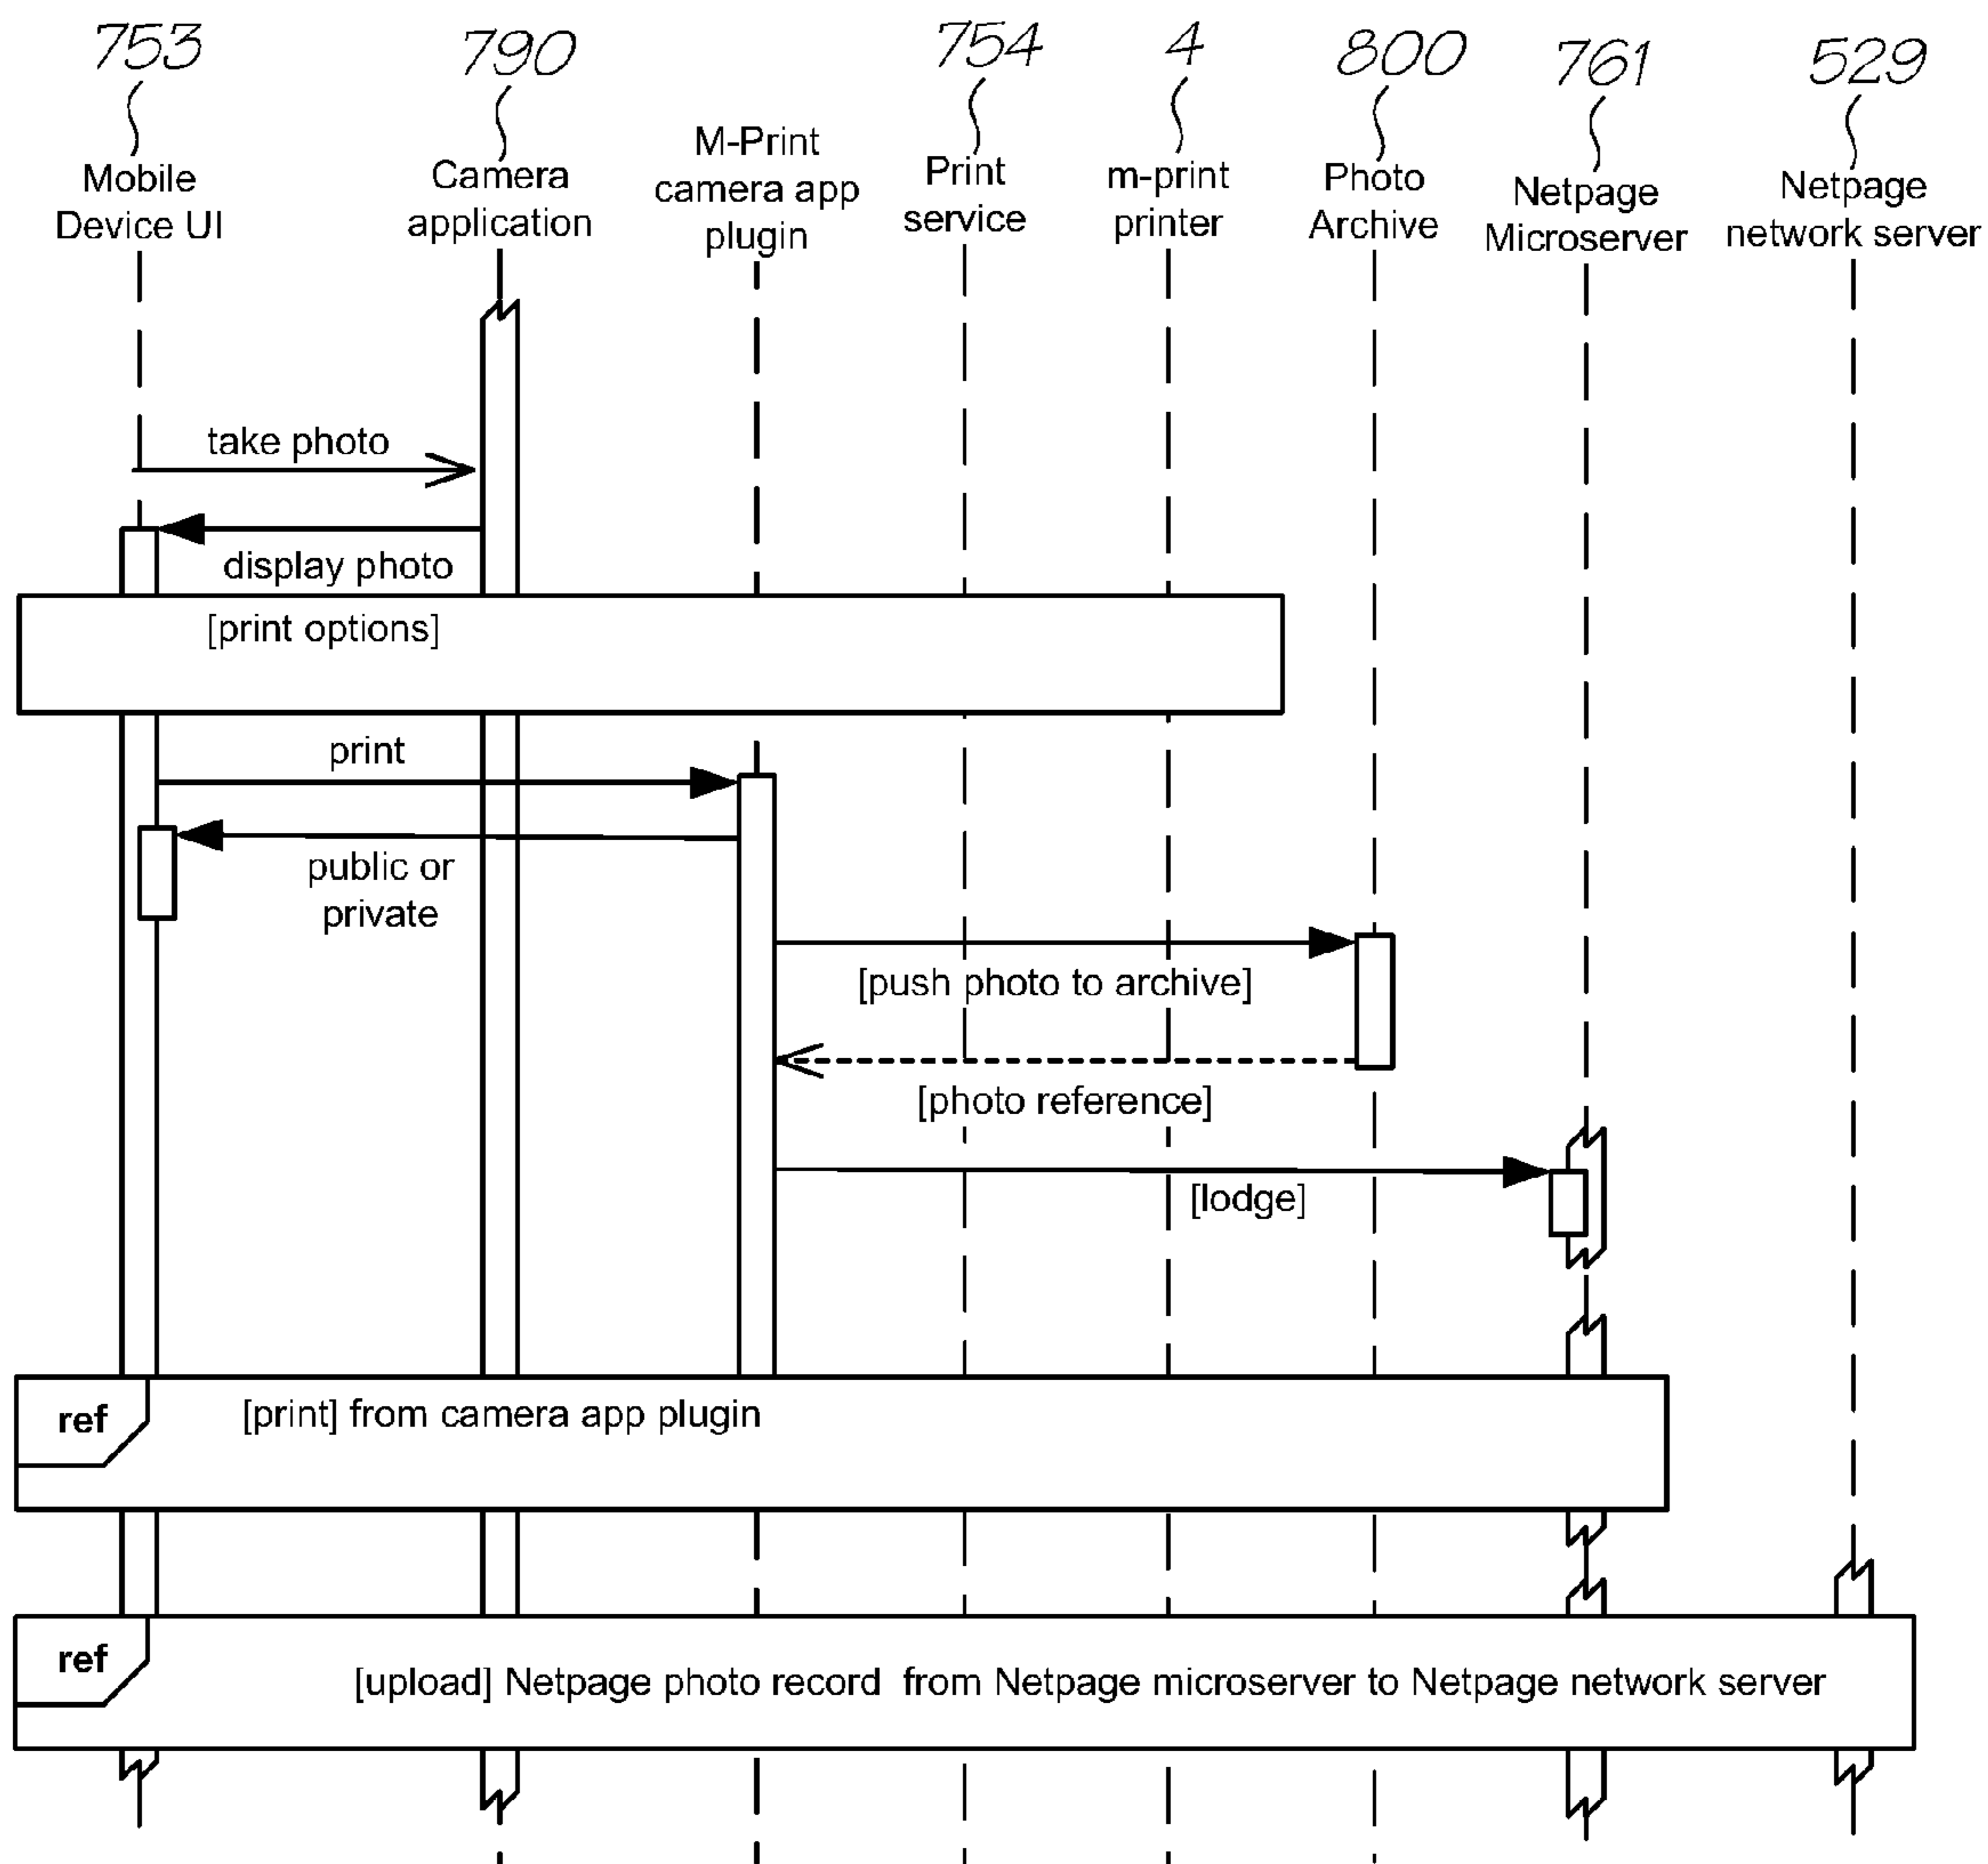 753
790
754
4
800
761
529
Mobile
Device UI
Camera
application
M-Print
camera app
plugin
Print
service
m-print
printer
Photo
Archive
Netpage
Microserver
Netpage
network server
take photo
display photo
[print options]
print
public or
private
[push photo to archive]
[photo reference]
[lodge]
ref
[print] from camera app plugin
ref
[upload] Netpage photo record from Netpage microserver to Netpage network server